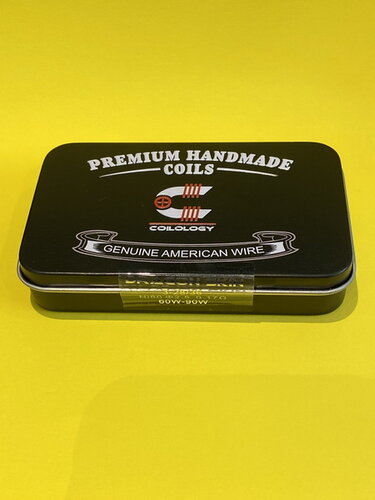 PREMIUM HANDMADE
COILS
COILOLOGY
GENUINE AMERICAN WIRE
60W-90W